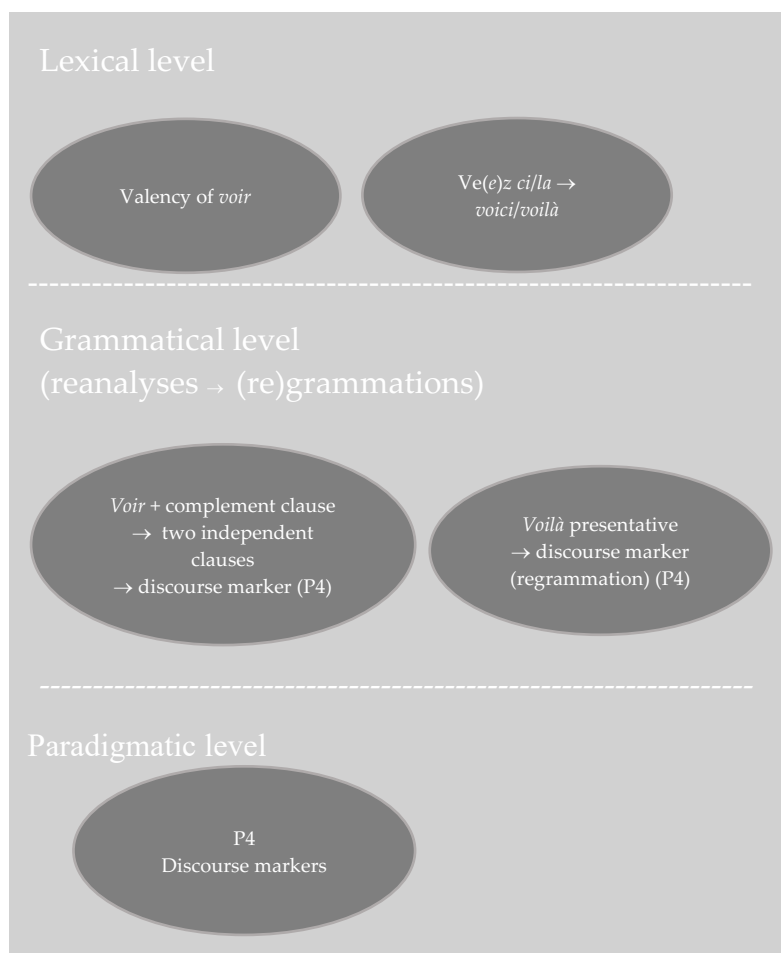 Lexical level
Valency of voir
Ve(e)z ci/la →
voici/voilà
Grammatical level
(reanalyses → (re)grammations)
Voir + complement clause
→ two independent
clauses
→ discourse marker (P4)
Voilà presentative
→ discourse marker
(regrammation) (P4)
Paradigmatic level
P4
Discourse markers